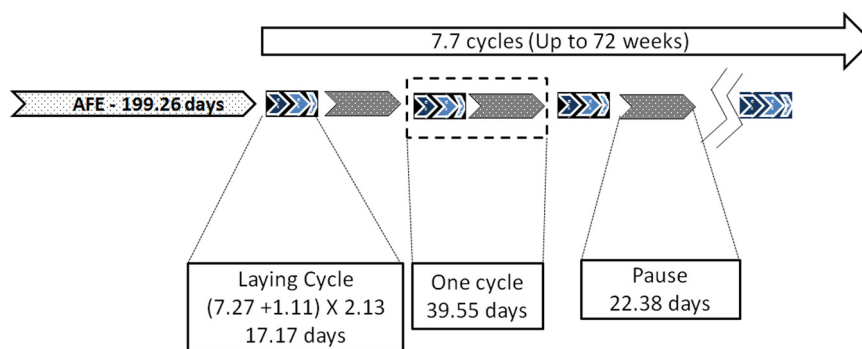 7.7 cycles (Up to 72 weeks)
AFE - 199.26 days
Laying Cycle
(7.27 +1.11) X 2.13
17.17 days
One cycle
39.55 days
Pause
22.38 days